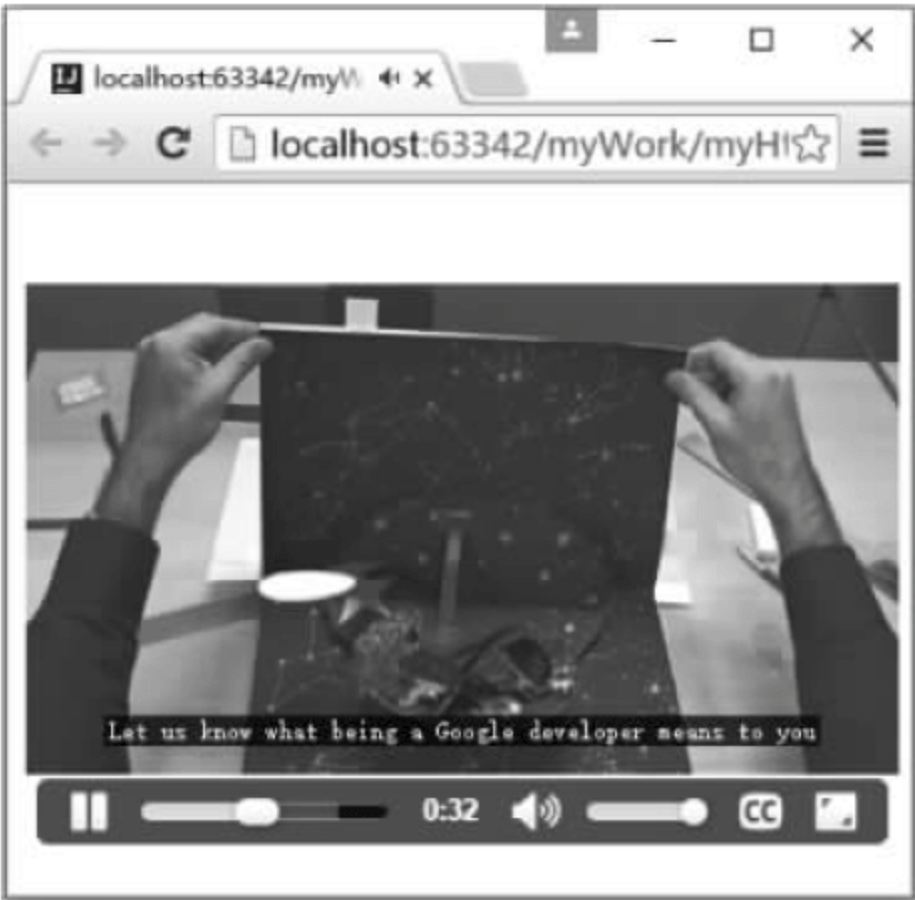 localhost:63342/myW
localhost:63342/myWork/myH
Let us know what being a Google developer means to you
0:32
CC